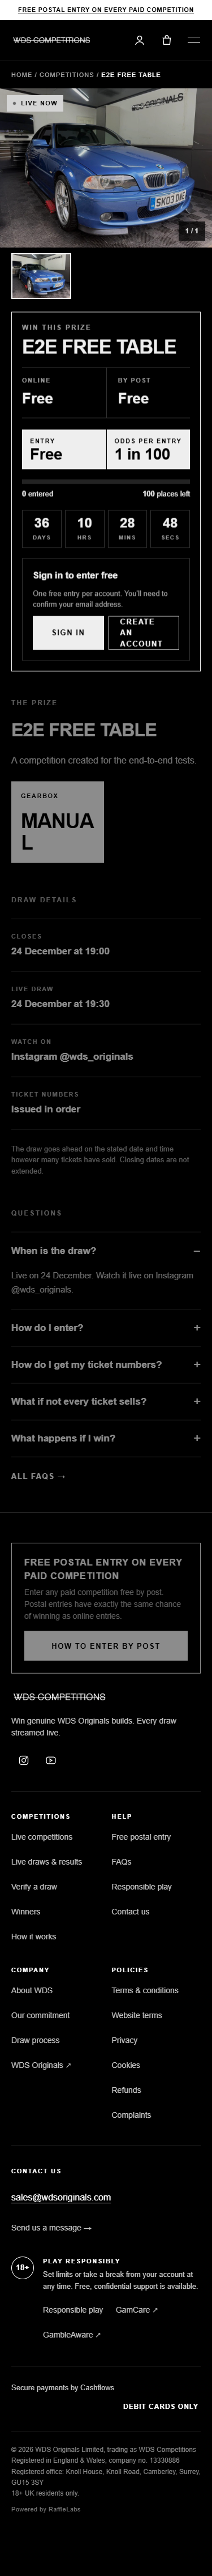 FREE POSTAL ENTRY ON EVERY PAID COMPETITION
WDS COMPETITIONS
HOME / COMPETITIONS / E2E FREE TABLE
LIVE NOW
WDS ORIGINALS
SK03 DKE
1 / 1
WIN THIS PRIZE
E2E FREE TABLE
ONLINE
Free
BY POST
Free
ENTRY
Free
ODDS PER ENTRY
1 in 100
0 entered
100 places left
36
DAYS
10
HRS
28
MINS
48
SECS
Sign in to enter free
One free entry per account. You'll need to
confirm your email address.
SIGN IN
CREATE
AN
ACCOUNT
THE PRIZE
E2E FREE TABLE
A competition created for the end-to-end tests.
GEARBOX
MANUA
L
DRAW DETAILS
CLOSES
24 December at 19:00
LIVE DRAW
24 December at 19:30
WATCH ON
Instagram @wds_originals
TICKET NUMBERS
Issued in order
The draw goes ahead on the stated date and time
however many tickets have sold. Closing dates are not
extended.
QUESTIONS
When is the draw? −
Live on 24 December. Watch it live on Instagram
@wds_originals.
How do I enter? +
How do I get my ticket numbers? +
What if not every ticket sells? +
What happens if I win? +
ALL FAQS →
FREE POSTAL ENTRY ON EVERY
PAID COMPETITION
Enter any paid competition free by post.
Postal entries have exactly the same chance
of winning as online entries.
HOW TO ENTER BY POST
WDS COMPETITIONS
Win genuine WDS Originals builds. Every draw
streamed live.
COMPETITIONS
Live competitions
Live draws & results
Verify a draw
Winners
How it works
HELP
Free postal entry
FAQs
Responsible play
Contact us
COMPANY
About WDS
Our commitment
Draw process
WDS Originals ↗
POLICIES
Terms & conditions
Website terms
Privacy
Cookies
Refunds
Complaints
CONTACT US
sales@wdsoriginals.com
Send us a message →
18+
PLAY RESPONSIBLY
Set limits or take a break from your account at
any time. Free, confidential support is available.
Responsible play
GamCare ↗
GambleAware ↗
Secure payments by Cashflows
DEBIT CARDS ONLY
© 2026 WDS Originals Limited, trading as WDS Competitions
Registered in England & Wales, company no. 13330886
Registered office: Knoll House, Knoll Road, Camberley, Surrey,
GU15 3SY
18+ UK residents only.
Powered by RaffleLabs